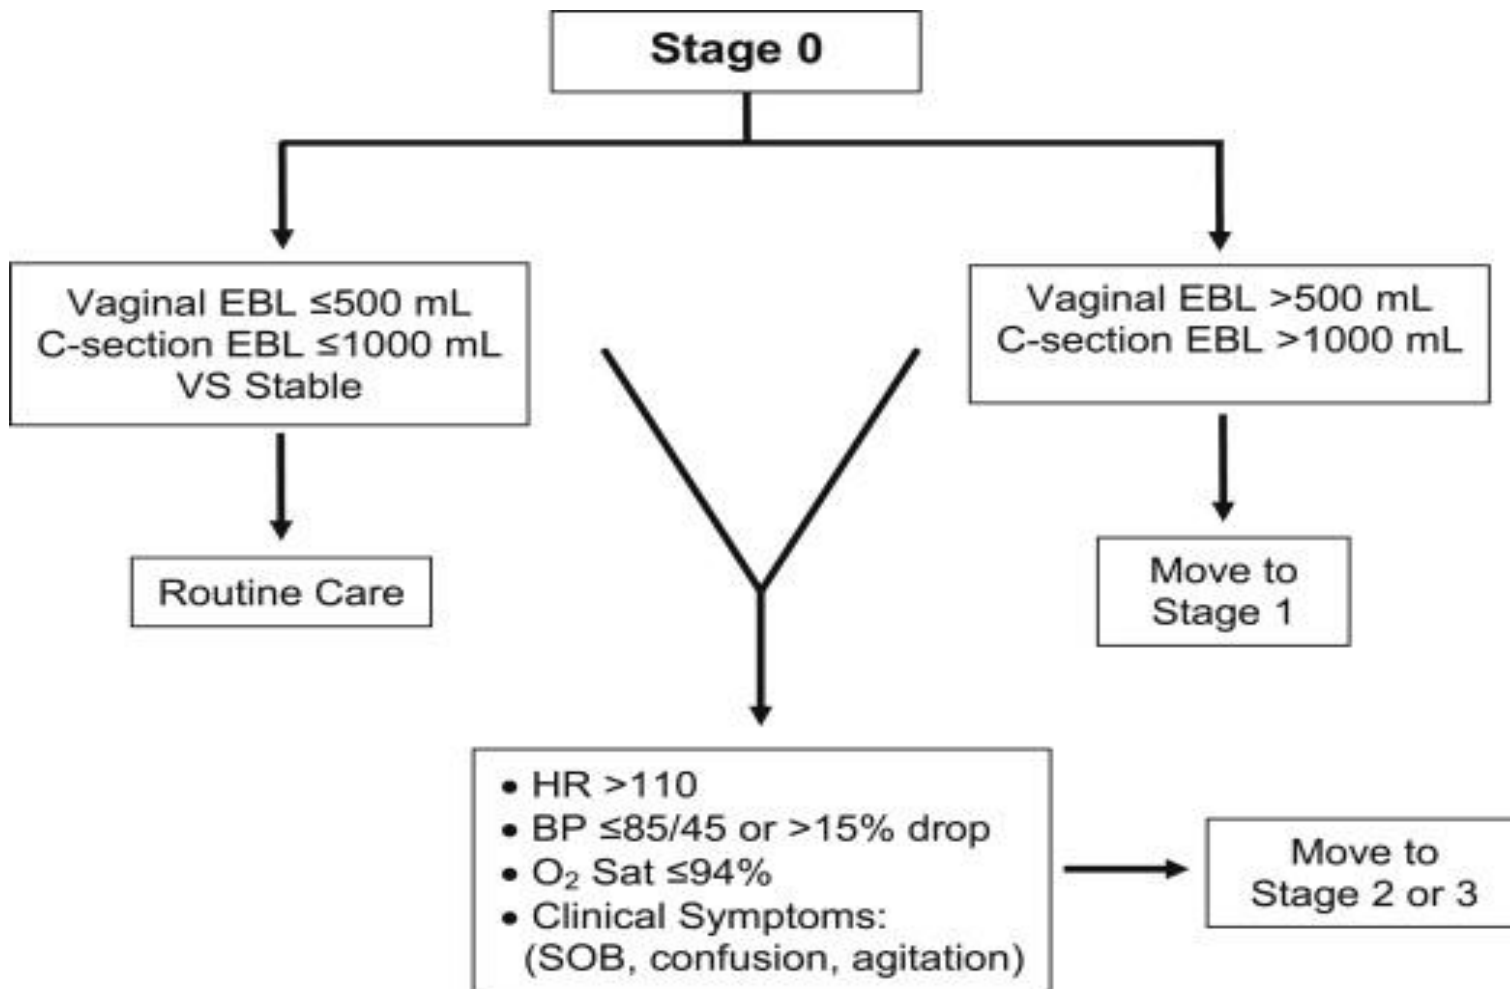 Stage 0
Vaginal EBL ≤500 mL
C-section EBL ≤1000 mL
VS Stable
Vaginal EBL >500 mL
C-section EBL >1000 mL
Routine Care
Move to
Stage 1
• HR >110
• BP ≤85/45 or >15% drop
• O₂ Sat ≤94%
• Clinical Symptoms:
(SOB, confusion, agitation)
Move to
Stage 2 or 3